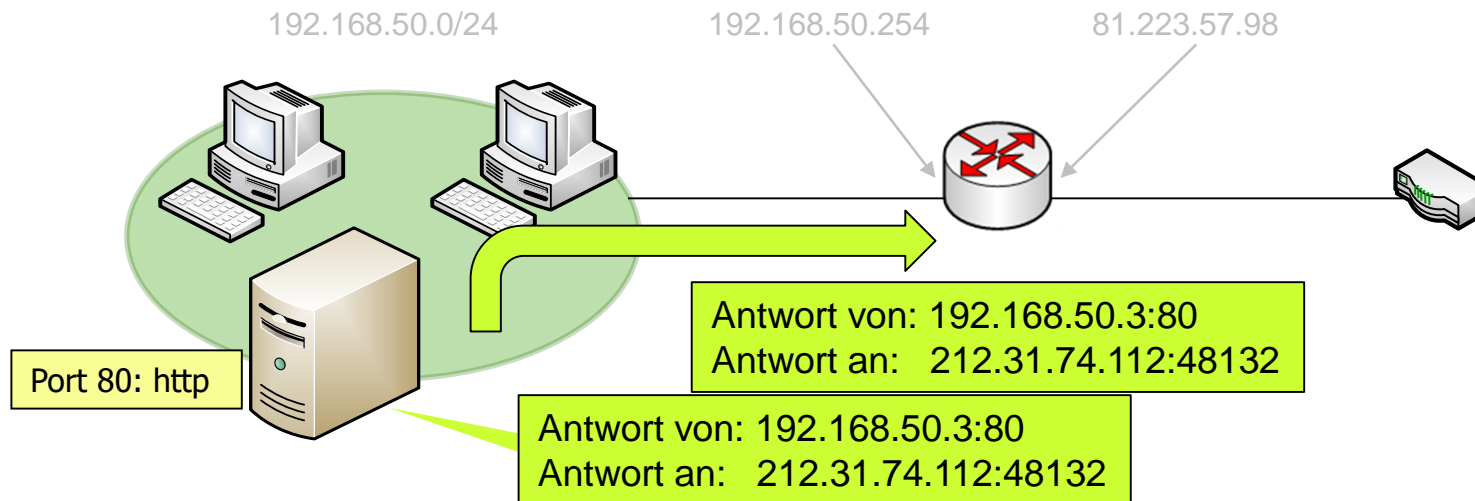 192.168.50.0/24
192.168.50.254
81.223.57.98
Antwort von: 192.168.50.3:80
Antwort an: 212.31.74.112:48132
Port 80: http
Antwort von: 192.168.50.3:80
Antwort an: 212.31.74.112:48132